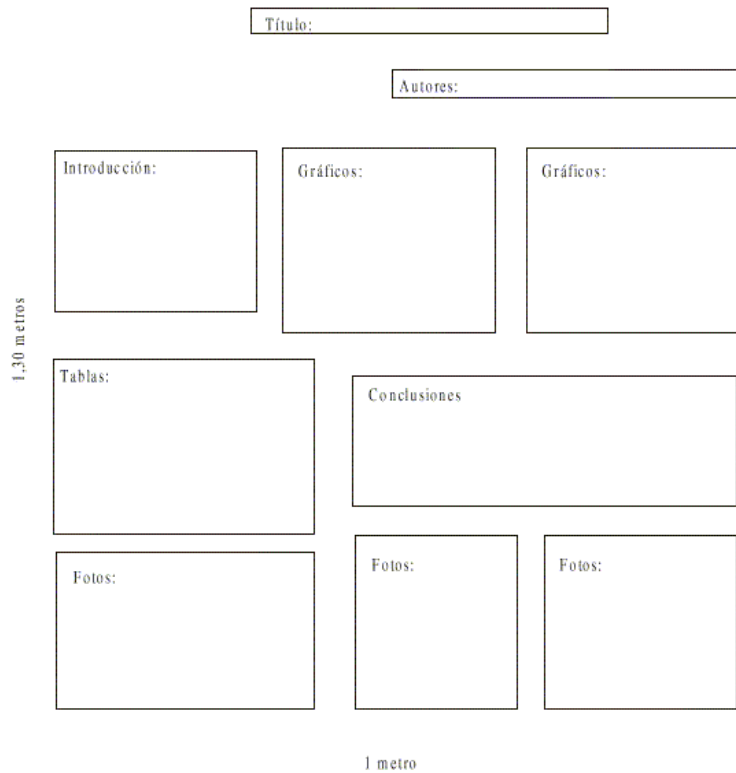 Título:
Autores:
Introducción:
Gráficos:
Gráficos:
1,30 metros
Tablas:
Conclusiones
Fotos:
Fotos:
Fotos:
1 metro